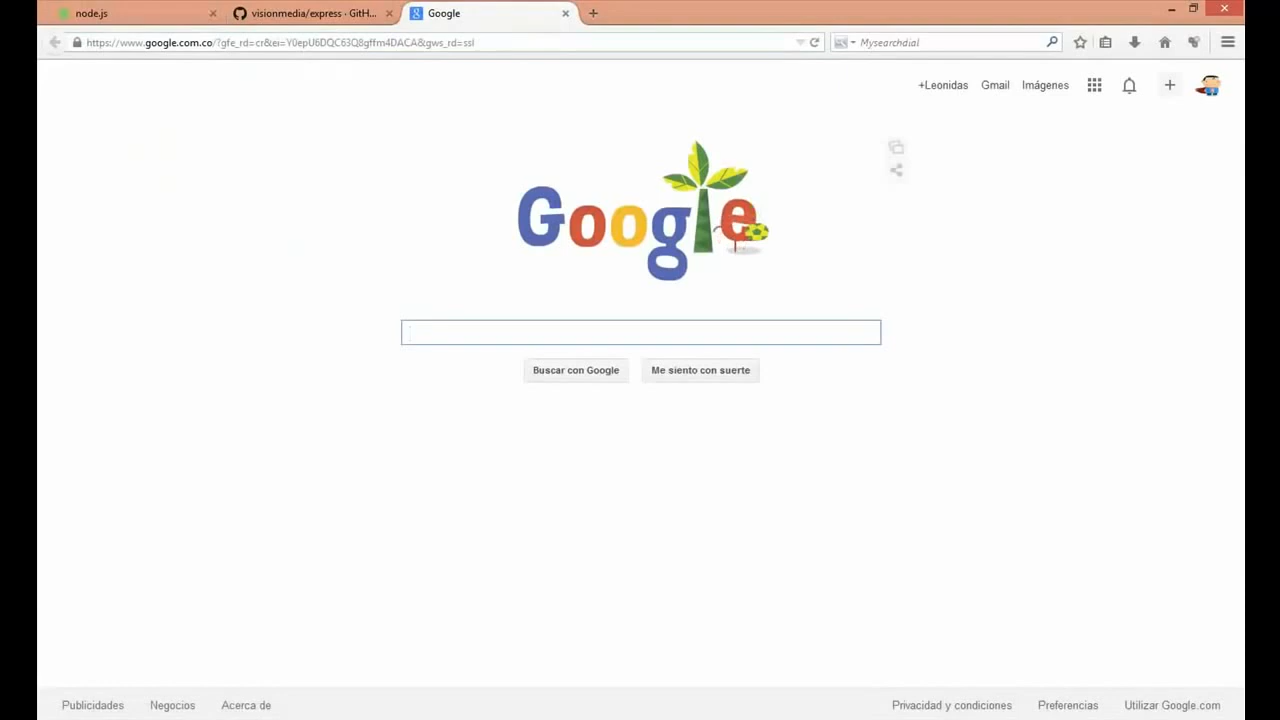 node.js
visionmedia/express · GitH...
Google
https://www.google.com.co/?gfe_rd=cr&ei=Y0epU6DQC63Q8gffm4DACA&gws_rd=ssl
Mysearchdial
+Leonidas
Gmail
Imágenes
Google
Buscar con Google
Me siento con suerte
Publicidades
Negocios
Acerca de
Privacidad y condiciones
Preferencias
Utilizar Google.com